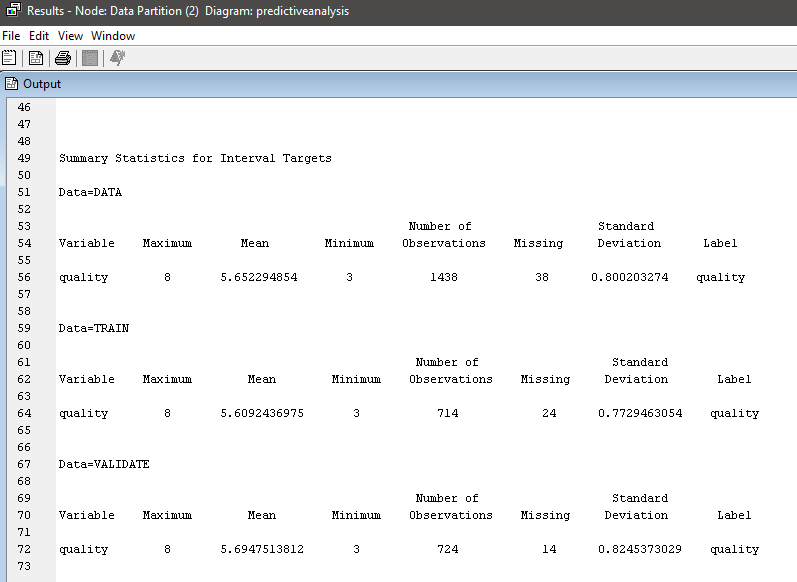 Results - Node: Data Partition (2) Diagram: predictiveanalysis
File Edit View Window
Output
46
47
48
49 Summary Statistics for Interval Targets
50
51 Data=DATA
52
53 Number of Standard
54 Variable Maximum Mean Minimum Observations Missing Deviation Label
55
56 quality 8 5.652294854 3 1438 38 0.800203274 quality
57
58
59 Data=TRAIN
60
61 Number of Standard
62 Variable Maximum Mean Minimum Observations Missing Deviation Label
63
64 quality 8 5.6092436975 3 714 24 0.7729463054 quality
65
66
67 Data=VALIDATE
68
69 Number of Standard
70 Variable Maximum Mean Minimum Observations Missing Deviation Label
71
72 quality 8 5.6947513812 3 724 14 0.8245373029 quality
73